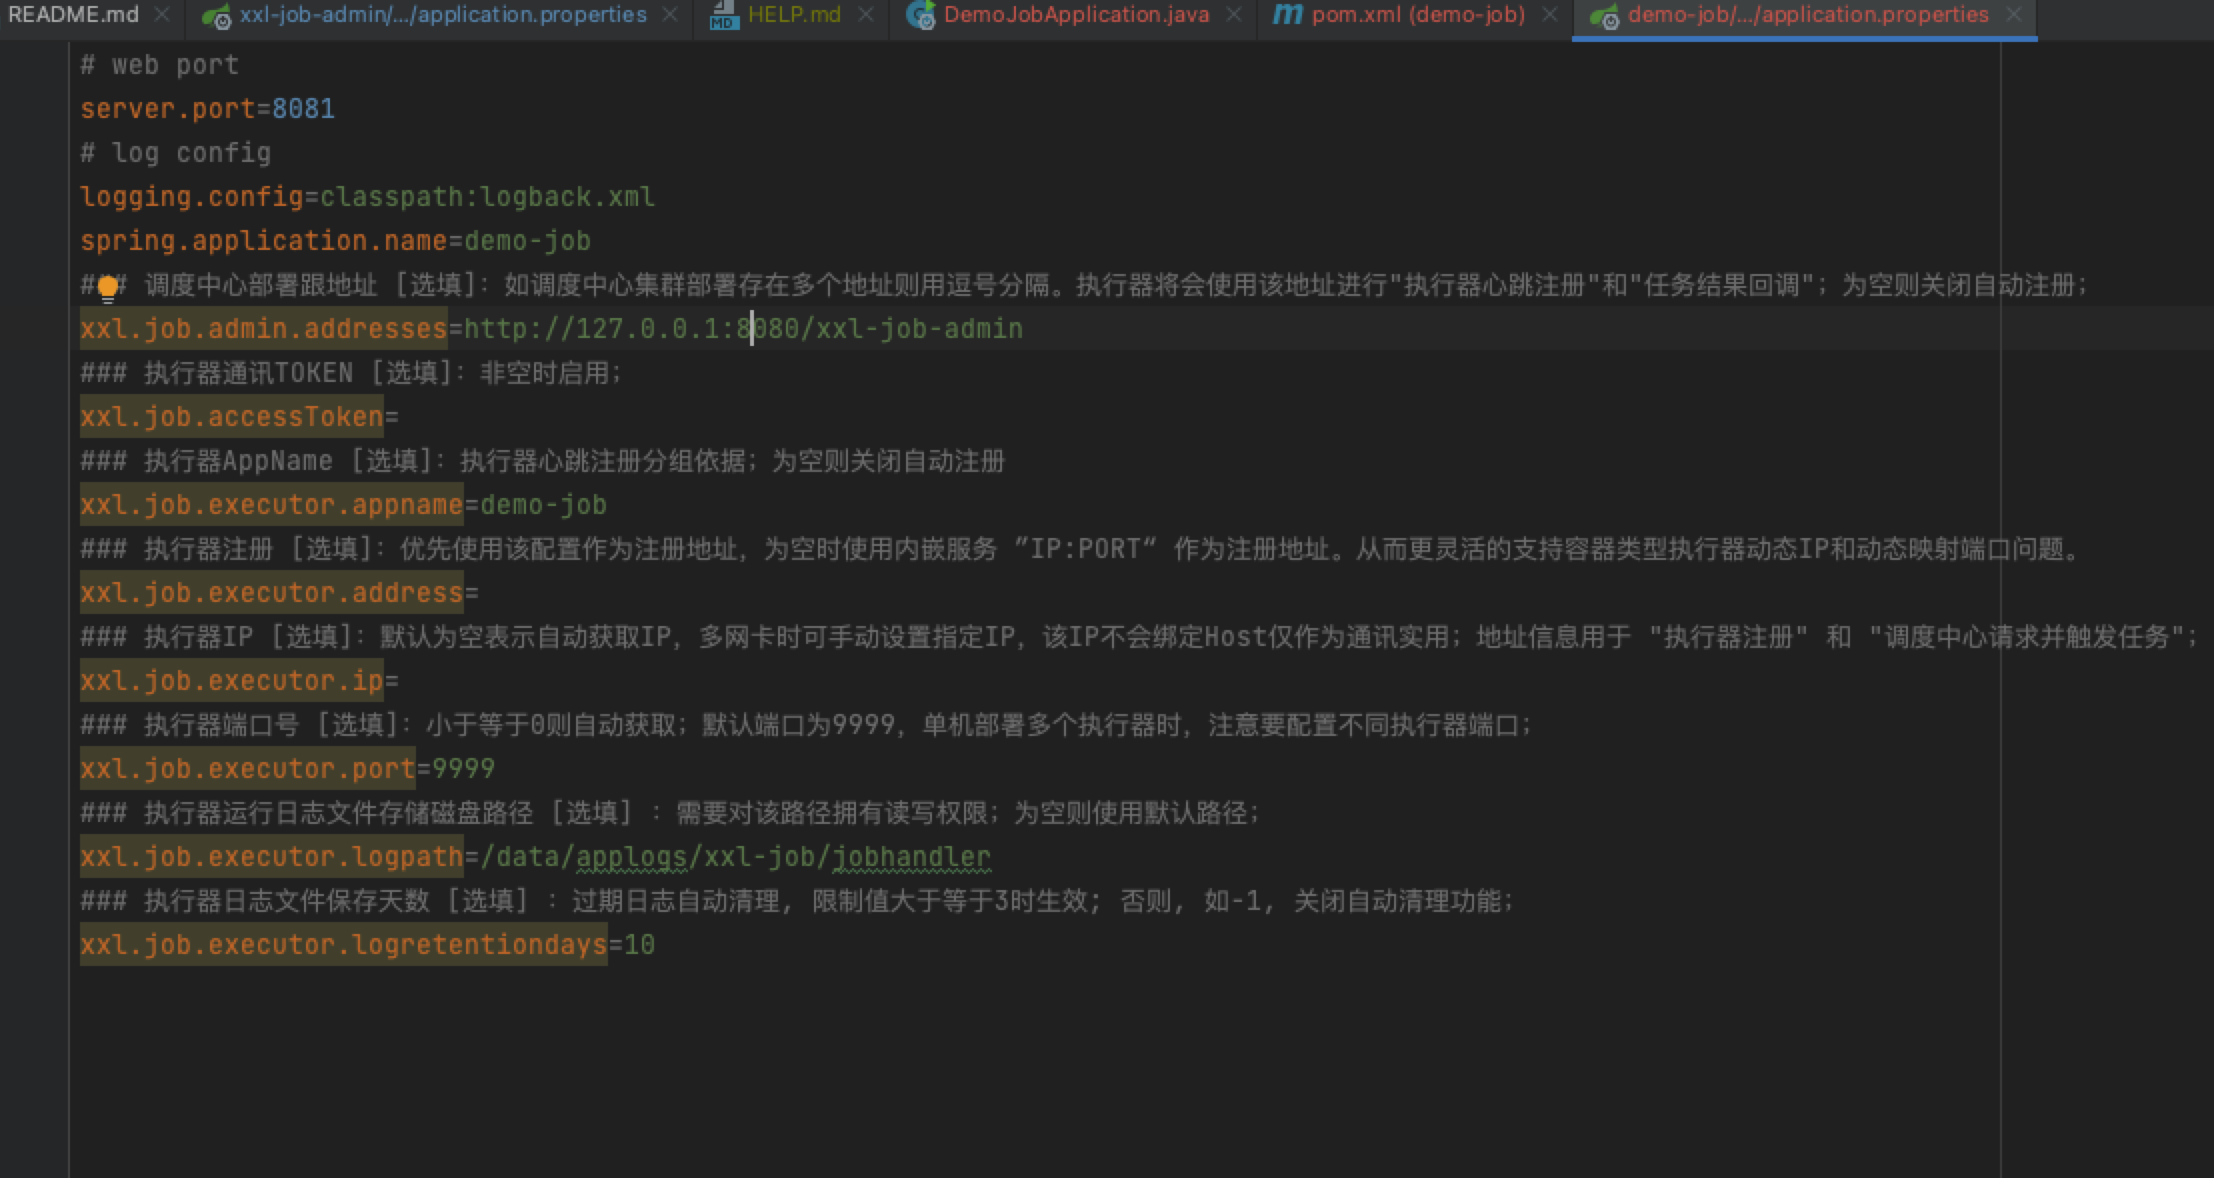 README.md xxl-job-admin/.../application.properties HELP.md DemoJobApplication.java pom.xml (demo-job) demo-job/.../application.properties
# web port
server.port=8081
# log config
logging.config=classpath:logback.xml
spring.application.name=demo-job
### 调度中心部署跟地址 [选填]：如调度中心集群部署存在多个地址则用逗号分隔。执行器将会使用该地址进行"执行器心跳注册"和"任务结果回调"；为空则关闭自动注册；
xxl.job.admin.addresses=http://127.0.0.1:8080/xxl-job-admin
### 执行器通讯TOKEN [选填]：非空时启用；
xxl.job.accessToken=
### 执行器AppName [选填]：执行器心跳注册分组依据；为空则关闭自动注册
xxl.job.executor.appname=demo-job
### 执行器注册 [选填]：优先使用该配置作为注册地址，为空时使用内嵌服务 ”IP:PORT“ 作为注册地址。从而更灵活的支持容器类型执行器动态IP和动态映射端口问题。
xxl.job.executor.address=
### 执行器IP [选填]：默认为空表示自动获取IP，多网卡时可手动设置指定IP，该IP不会绑定Host仅作为通讯实用；地址信息用于 "执行器注册" 和 "调度中心请求并触发任务"；
xxl.job.executor.ip=
### 执行器端口号 [选填]：小于等于0则自动获取；默认端口为9999，单机部署多个执行器时，注意要配置不同执行器端口；
xxl.job.executor.port=9999
### 执行器运行日志文件存储磁盘路径 [选填] ：需要对该路径拥有读写权限；为空则使用默认路径；
xxl.job.executor.logpath=/data/applogs/xxl-job/jobhandler
### 执行器日志文件保存天数 [选填] ： 过期日志自动清理, 限制值大于等于3时生效; 否则, 如-1, 关闭自动清理功能；
xxl.job.executor.logretentiondays=10